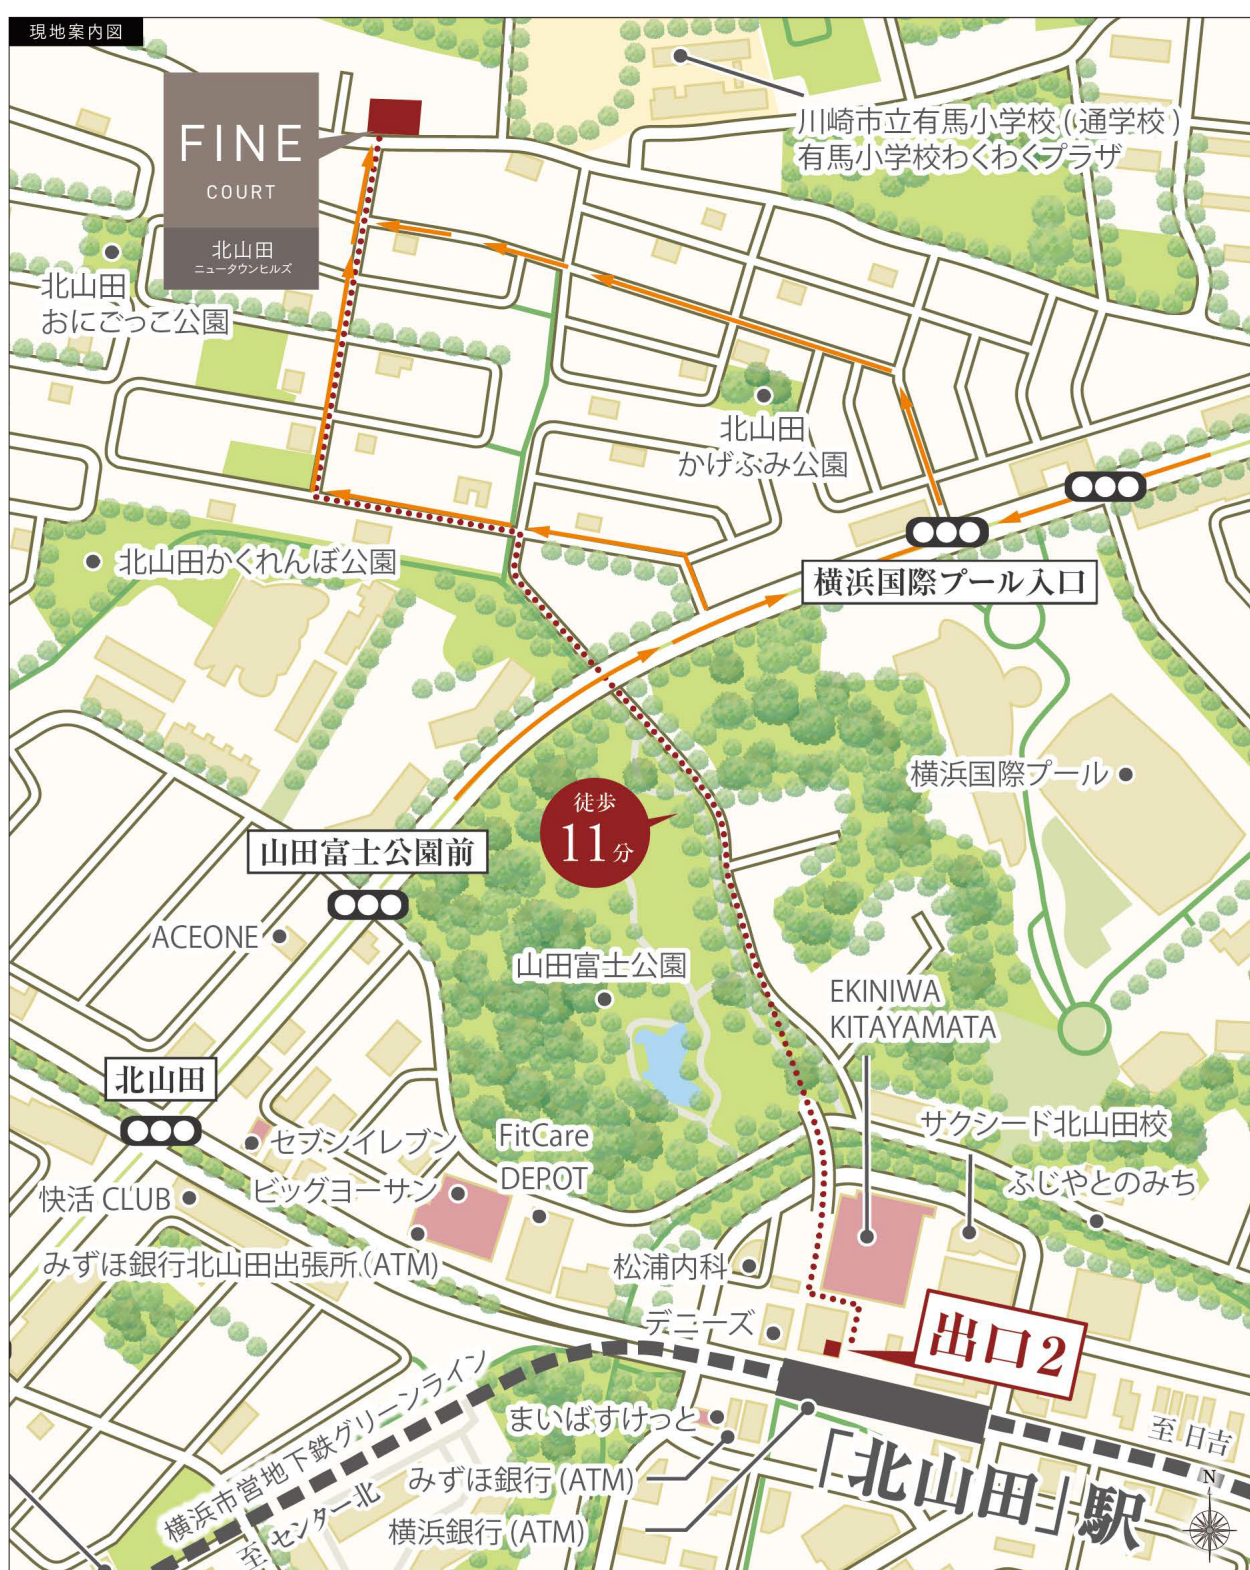 現地案内図
FINE
COURT
北山田
ニュータウンヒルズ
川崎市立有馬小学校(通学校)
有馬小学校わくわくプラザ
北山田
おにごっこ公園
北山田
かげふみ公園
北山田かくれんぼ公園
横浜国際プール入口
横浜国際プール
徒歩
11分
山田富士公園前
ACEONE
山田富士公園
EKINIWA
KITAYAMATA
北山田
セブンイレブン
FitCare
DEPOT
サクシード北山田校
ビッグヨーサン
ふじやとのみち
快活 CLUB
みずほ銀行北山田出張所(ATM)
松浦内科
デニーズ
出口2
まいばすけっと
みずほ銀行(ATM)
横浜銀行(ATM)
横浜市営地下鉄グリーンライン
至 センター北
「北山田」駅
至 日吉
N